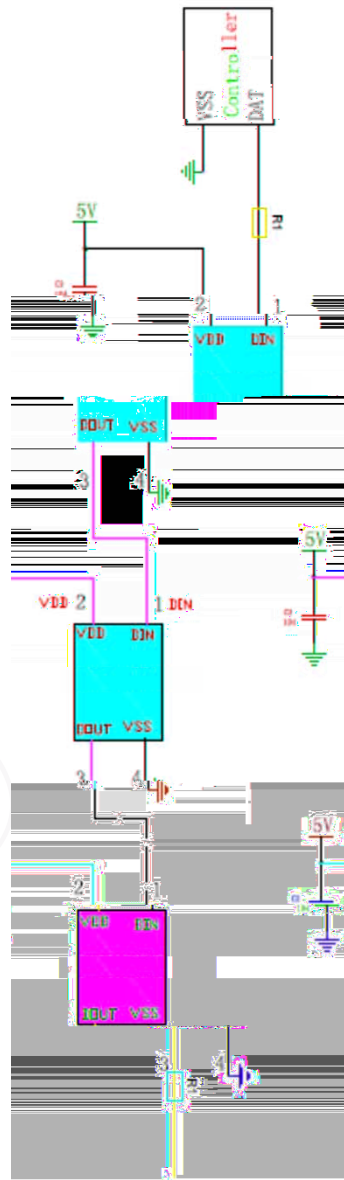 Controller
VSS
DAT
R1
5V
2
1
VDD
DIN
DOUT
VSS
3
4
5V
VDD 2
1 DIN
VDD
DIN
DOUT
VSS
3
4
5V
2
1
VDD
DIN
DOUT
VSS